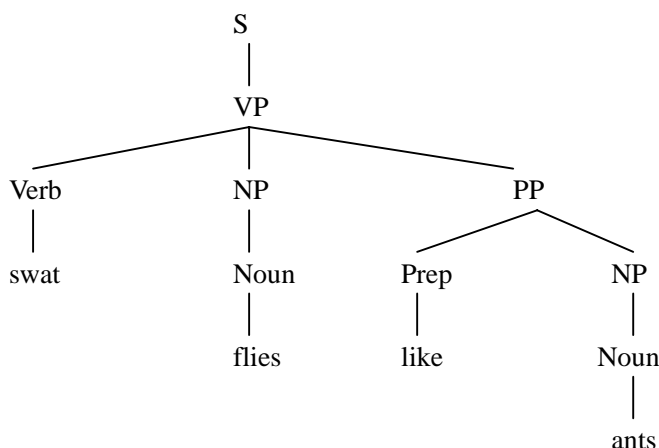 S
VP
Verb NP PP
swat Noun Prep NP
flies like Noun
ants